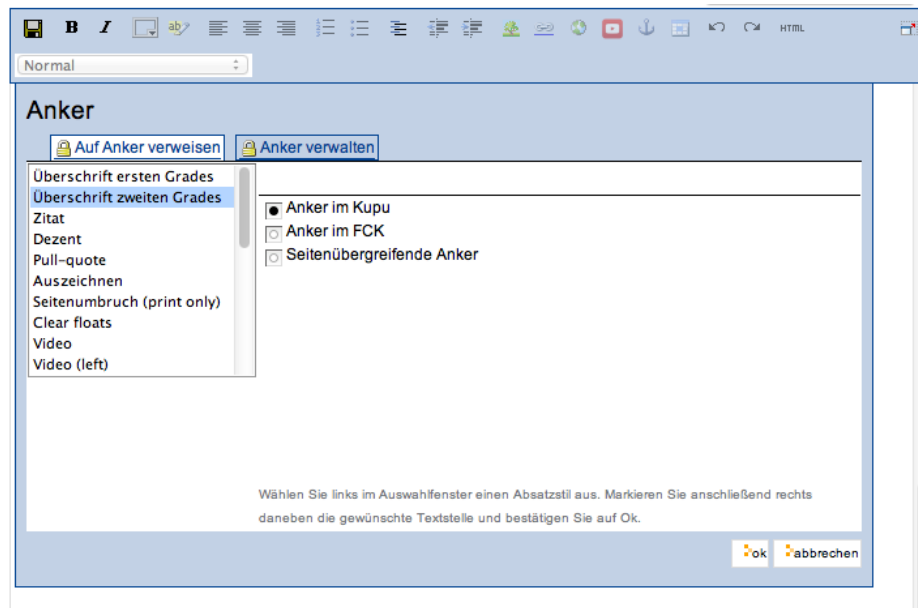 B I HTML
Normal
Anker
Auf Anker verweisen Anker verwalten
Überschrift ersten Grades
Überschrift zweiten Grades
Zitat
Dezent
Pull-quote
Auszeichnen
Seitenumbruch (print only)
Clear floats
Video
Video (left)
Anker im Kupu
Anker im FCK
Seitenübergreifende Anker
Wählen Sie links im Auswahlfenster einen Absatzstil aus. Markieren Sie anschließend rechts
daneben die gewünschte Textstelle und bestätigen Sie auf Ok.
ok abbrechen